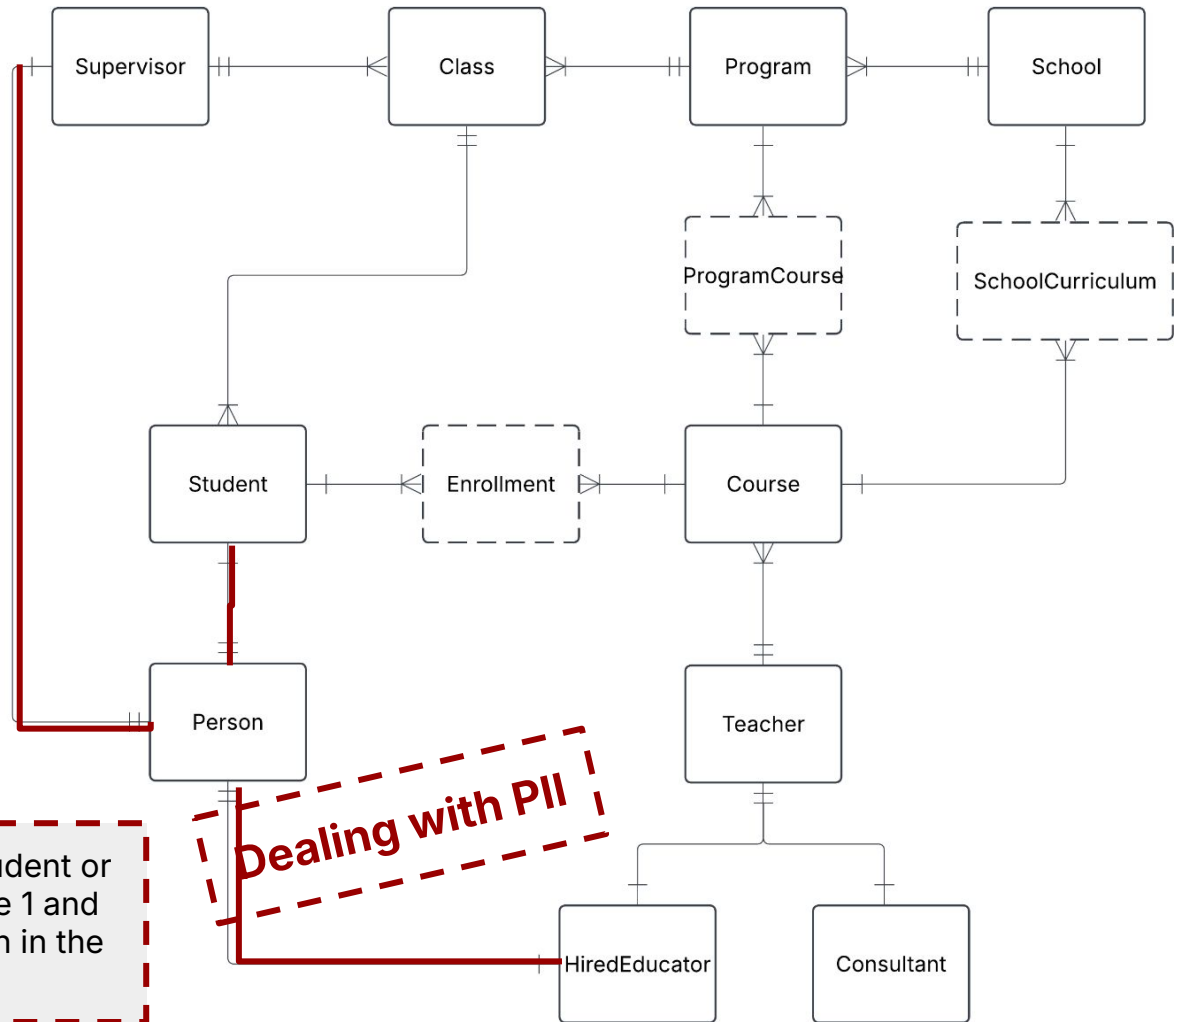 Supervisor
Class
Program
School
ProgramCourse
SchoolCurriculum
Student
Enrollment
Course
Person
Teacher
Dealing with PII
or
1 and
in the
HiredEducator
Consultant